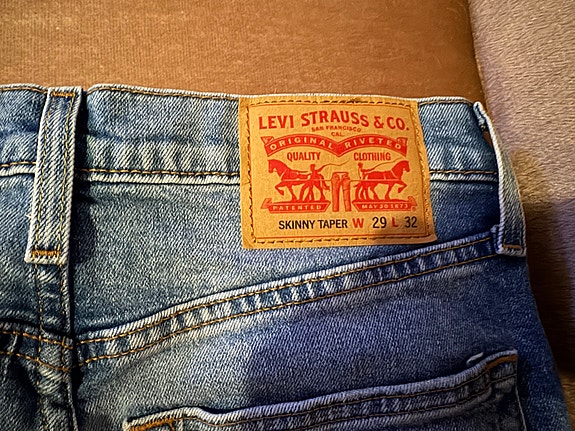 LEVI STRAUSS & CO.
SAN FRANCISCO
CAL.
ORIGINAL RIVETED
QUALITY CLOTHING
PATENTED MAY 20 1873
SKINNY TAPER W 29 L 32